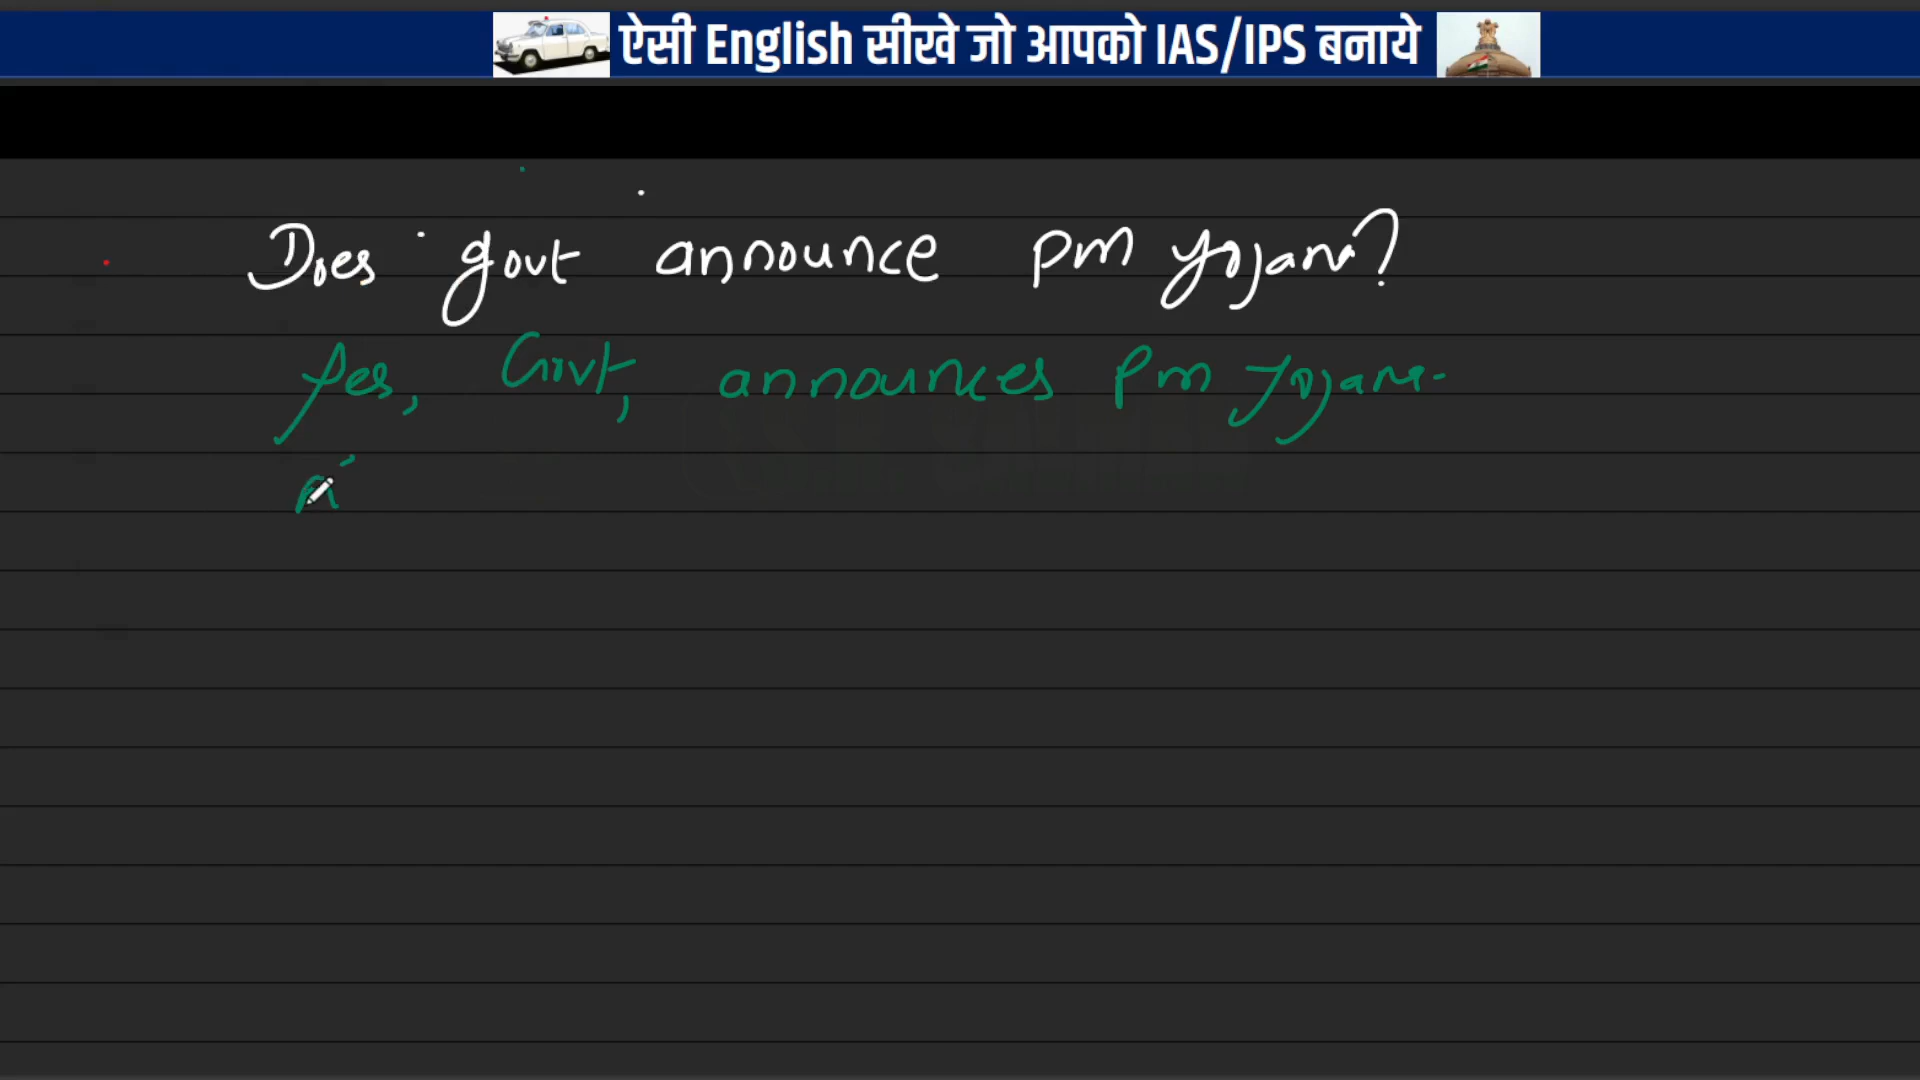 ऐसी English सीखे जो आपको IAS/IPS बनाये
Does govt announce pm yojana?
Yes, Govt, announces Pm yojana.